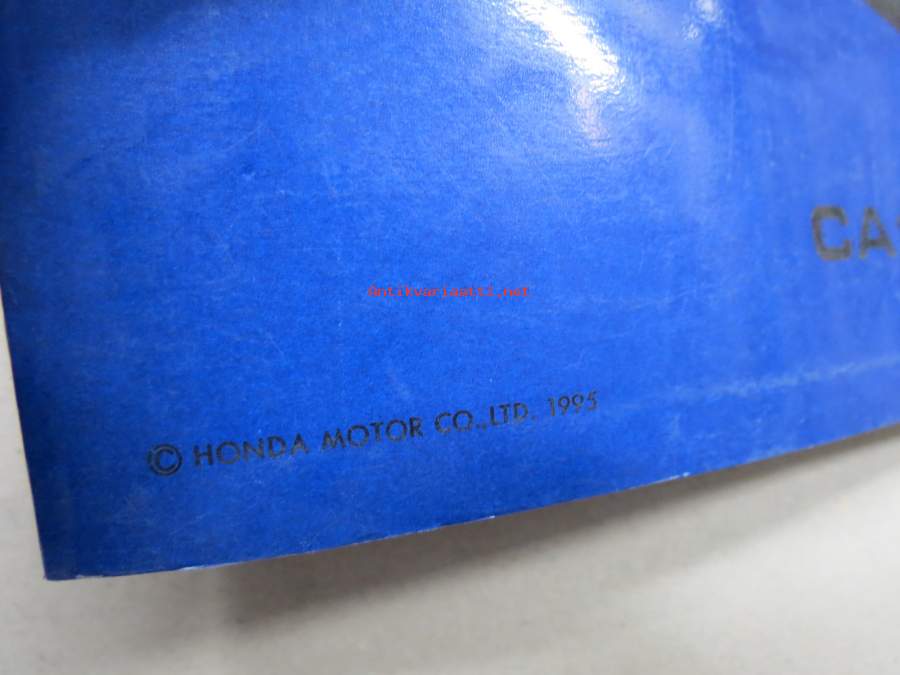 CA
antikvariaatti.net
© HONDA MOTOR CO.,LTD. 1995